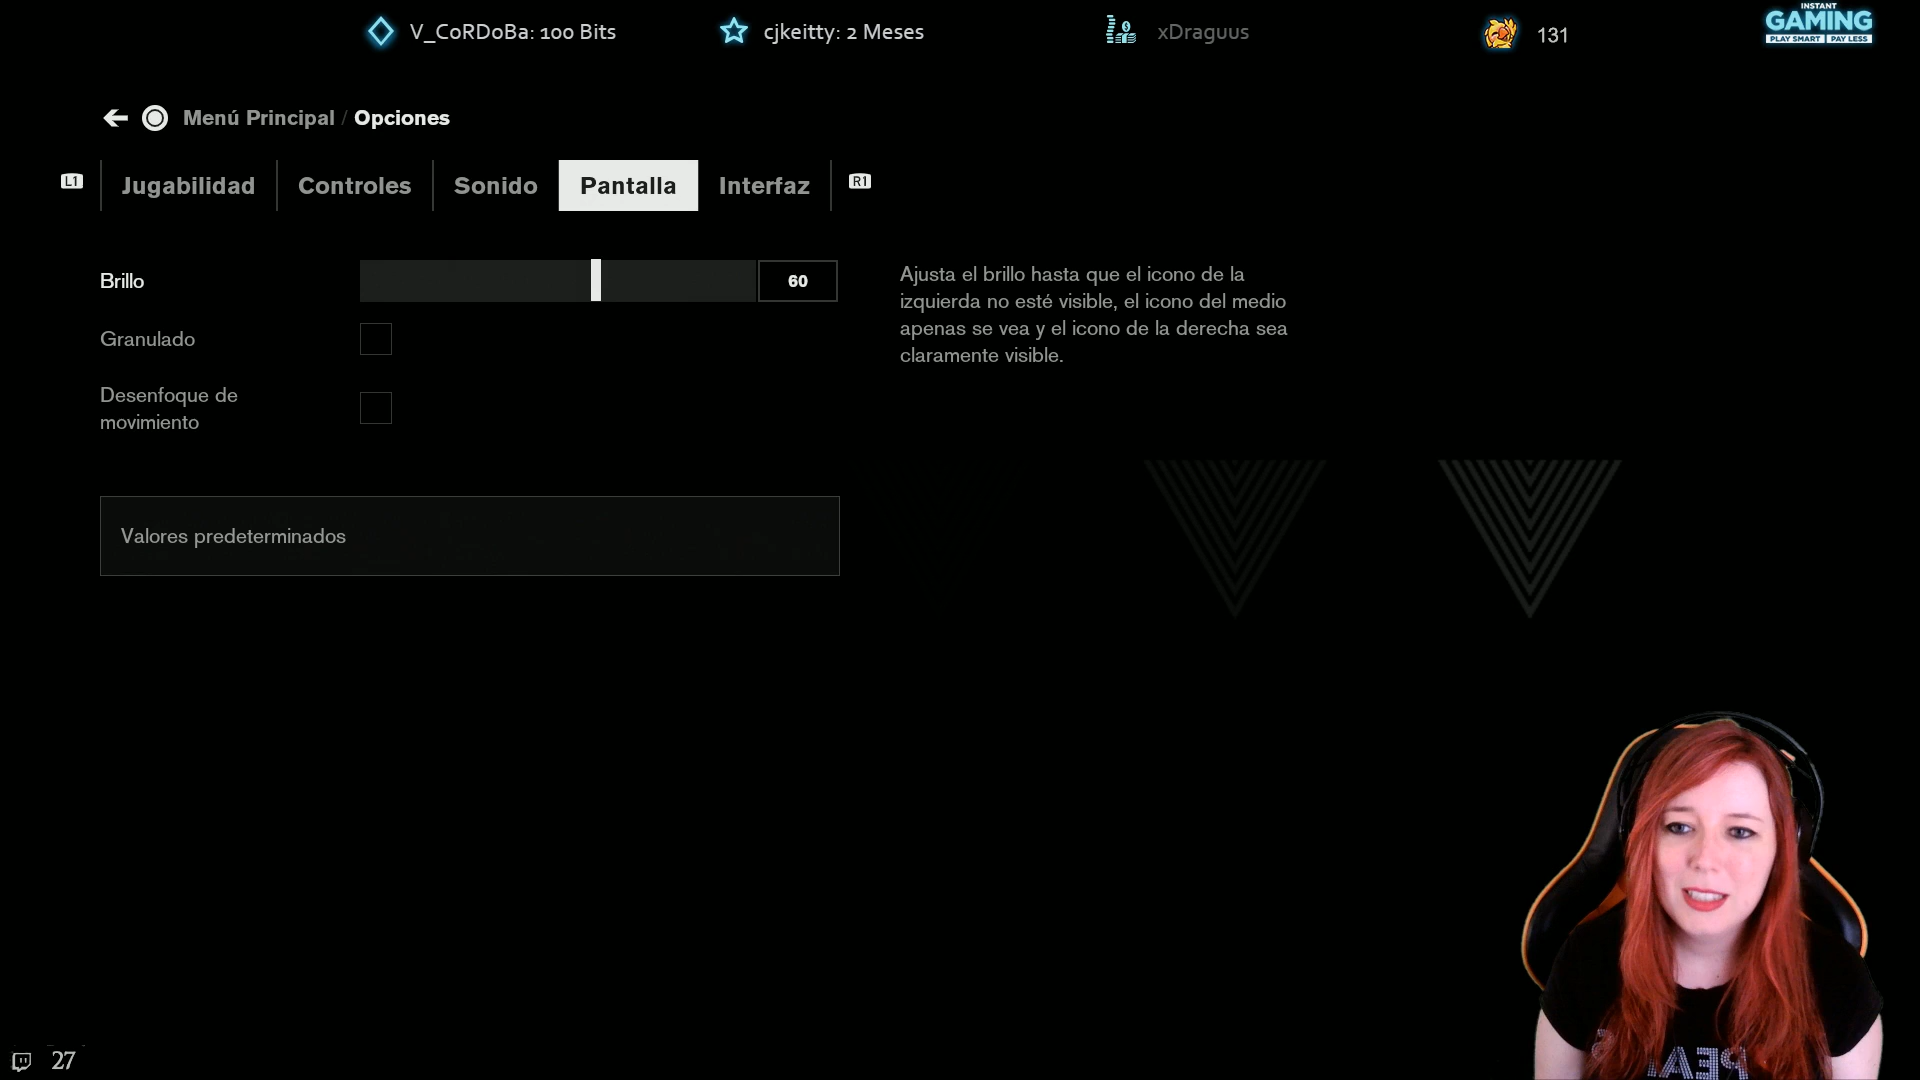 V_CoRDoBa: 100 Bits
cjkeitty: 2 Meses
xDraguus
131
INSTANT
GAMING
PLAY SMART PAY LESS
Menú Principal / Opciones
L1
Jugabilidad
Controles
Sonido
Pantalla
Interfaz
R1
Brillo
60
Granulado
Desenfoque de
movimiento
Valores predeterminados
Ajusta el brillo hasta que el icono de la
izquierda no esté visible, el icono del medio
apenas se vea y el icono de la derecha sea
claramente visible.
27